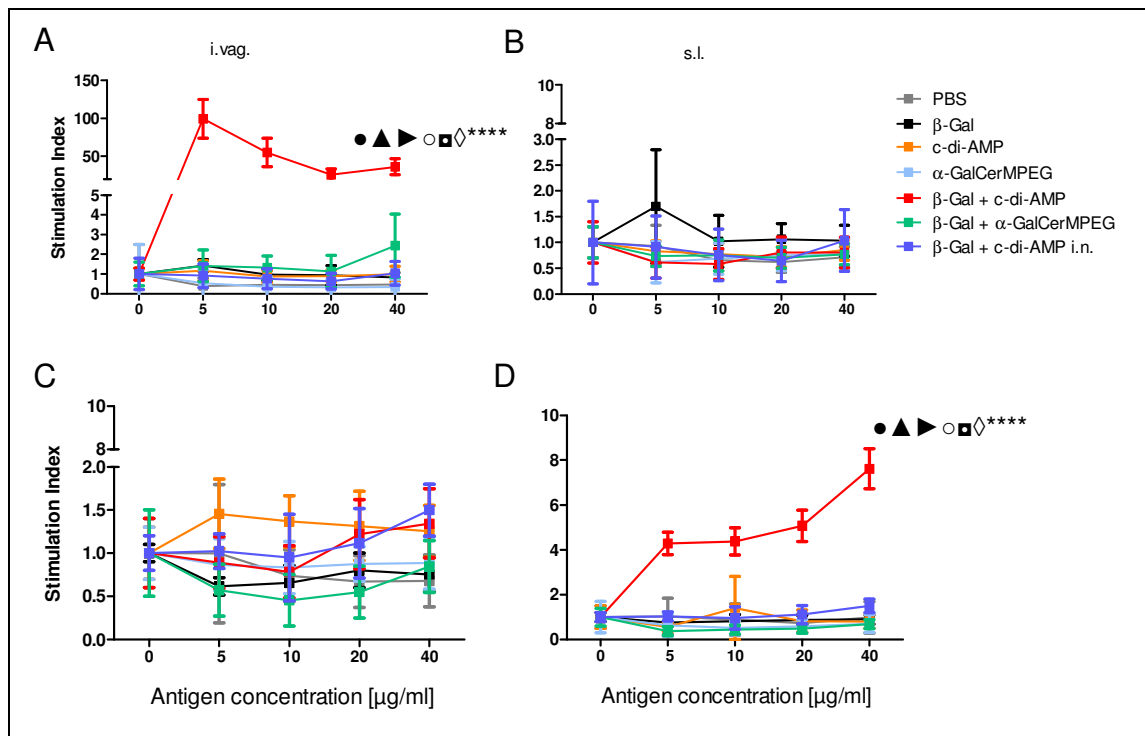 A
i.vag.
Stimulation Index
150
100
50
5
4
3
2
1
0
0 5 10 20 40
●▲►○◘◊****
B
s.l.
10
8
3.0
2.5
2.0
1.5
1.0
0.5
0.0
0 5 10 20 40
PBS
β-Gal
c-di-AMP
α-GalCerMPEG
β-Gal + c-di-AMP
β-Gal + α-GalCerMPEG
β-Gal + c-di-AMP i.n.
C
Stimulation Index
10
8
2.0
1.5
1.0
0.5
0.0
0 5 10 20 40
Antigen concentration [µg/ml]
D
10
8
6
4
2
0
0 5 10 20 40
●▲►○◘◊****
Antigen concentration [µg/ml]